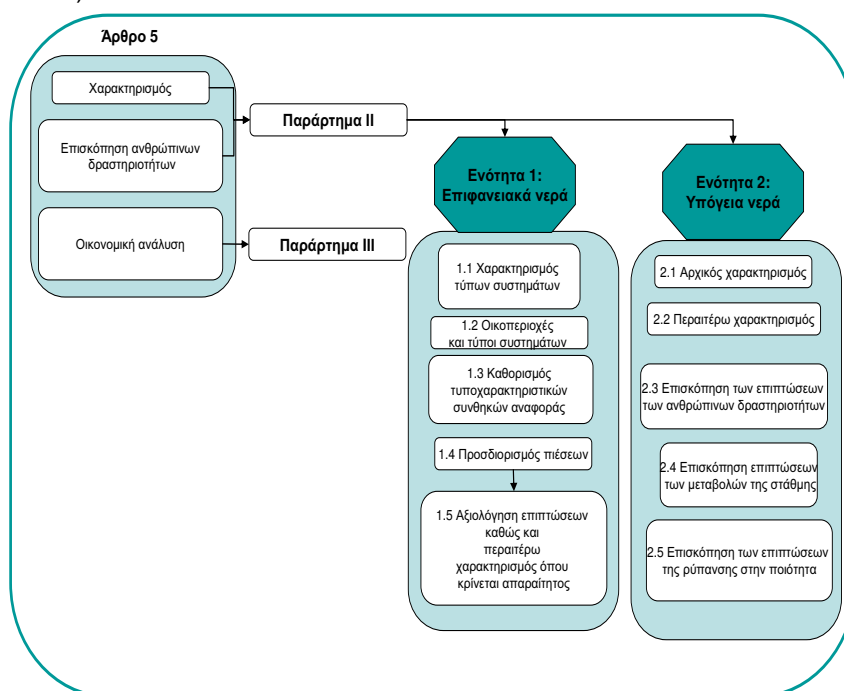 Άρθρο 5
Χαρακτηρισμός
Επισκόπηση ανθρώπινων
δραστηριοτήτων
Οικονομική ανάλυση
Παράρτημα ΙΙ
Παράρτημα ΙΙΙ
Ενότητα 1:
Επιφανειακά νερά
1.1 Χαρακτηρισμός
τύπων συστημάτων
1.2 Οικοπεριοχές
και τύποι συστημάτων
1.3 Καθορισμός
τυποχαρακτηριστικών
συνθηκών αναφοράς
1.4 Προσδιορισμός πιέσεων
1.5 Αξιολόγηση επιπτώσεων
καθώς και
περαιτέρω
χαρακτηρισμός όπου
κρίνεται απαραίτητος
Ενότητα 2:
Υπόγεια νερά
2.1 Αρχικός χαρακτηρισμός
2.2 Περαιτέρω χαρακτηρισμός
2.3 Επισκόπηση των επιπτώσεων
των ανθρώπινων δραστηριοτήτων
2.4 Επισκόπηση επιπτώσεων
των μεταβολών της στάθμης
2.5 Επισκόπηση των επιπτώσεων
της ρύπανσης στην ποιότητα